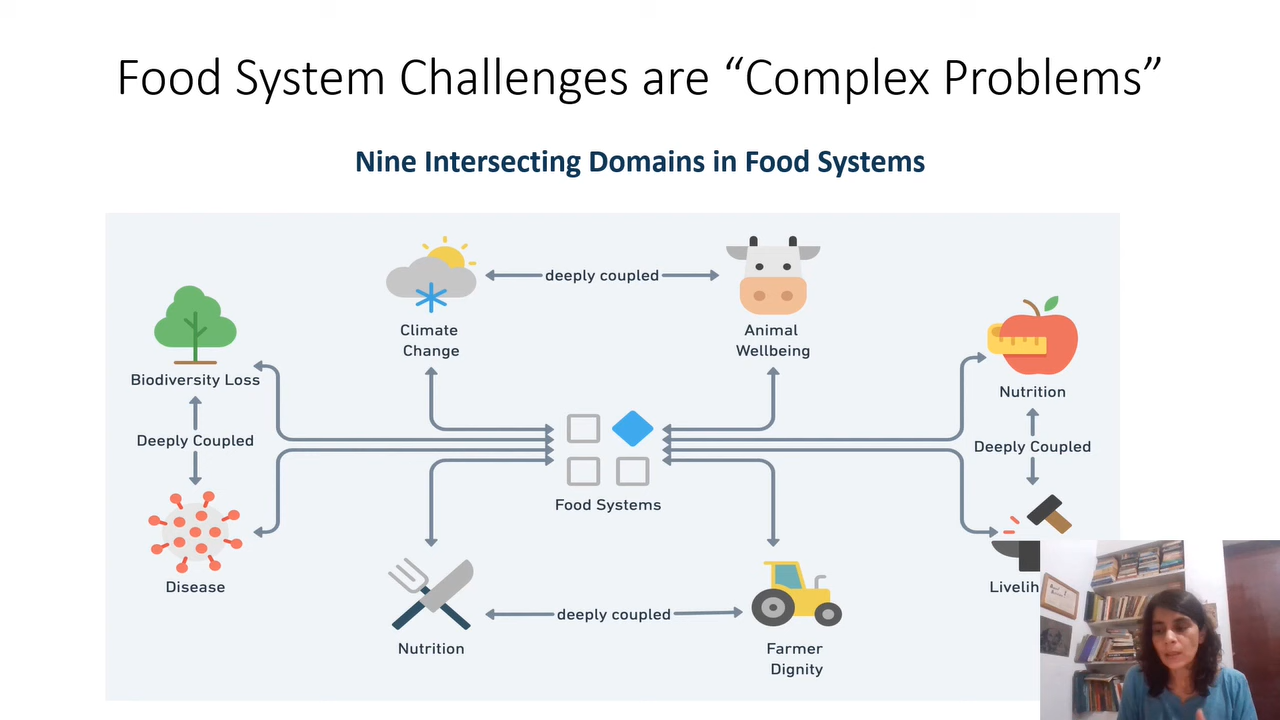 Food System Challenges are “Complex Problems”
Nine Intersecting Domains in Food Systems
deeply coupled
Climate
Change
Animal
Wellbeing
Biodiversity Loss
Nutrition
Deeply Coupled
Deeply Coupled
Food Systems
Disease
Livelih
Nutrition
deeply coupled
Farmer
Dignity